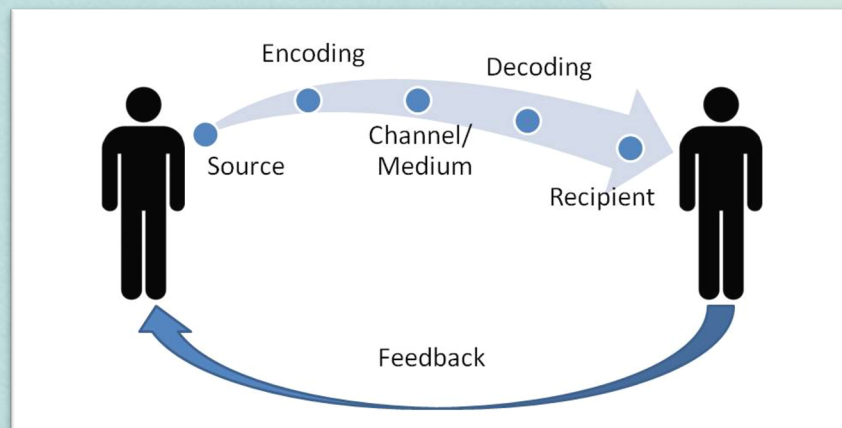 Encoding
Decoding
Source
Channel/
Medium
Recipient
Feedback